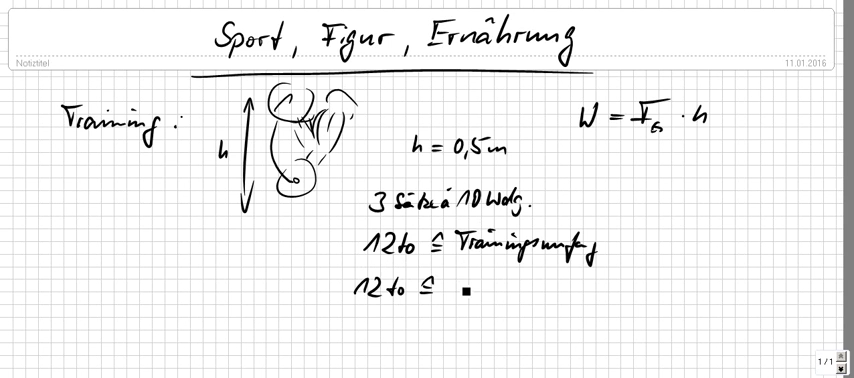 Sport, Figur, Ernährung
Notiztitel
11.01.2016
Training:
h
W = F_G · h
h = 0,5m
3 Sätze à 10 Wdg.
12to ≙ Trainingsumfang
12to ≙
1/1